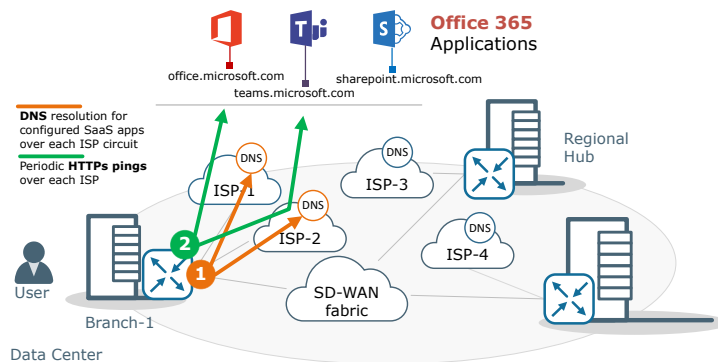 Office 365
Applications
office.microsoft.com
teams.microsoft.com
sharepoint.microsoft.com
DNS resolution for
configured SaaS apps
over each ISP circuit
Periodic HTTPs pings
over each ISP
DNS
ISP-1
DNS
ISP-2
DNS
ISP-3
DNS
ISP-4
Regional
Hub
2
1
User
Branch-1
SD-WAN
fabric
Data Center